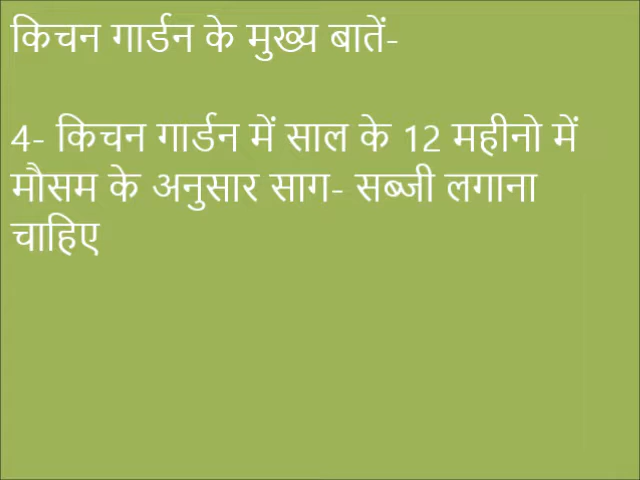 किचन गार्डन के मुख्य बातें-
4- किचन गार्डन में साल के 12 महीनो में
मौसम के अनुसार साग- सब्जी लगाना
चाहिए